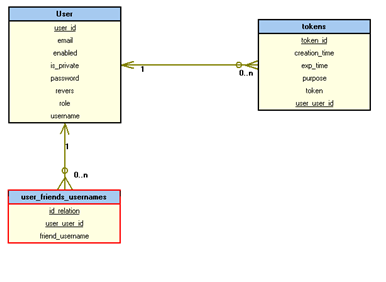 User
user_id
email
enabled
is_private
password
revers
role
username
1
0..n
tokens
token_id
creation_time
exp_time
purpose
token
user_user_id
1
0..n
user_friends_usernames
id_relation
user_user_id
friend_username